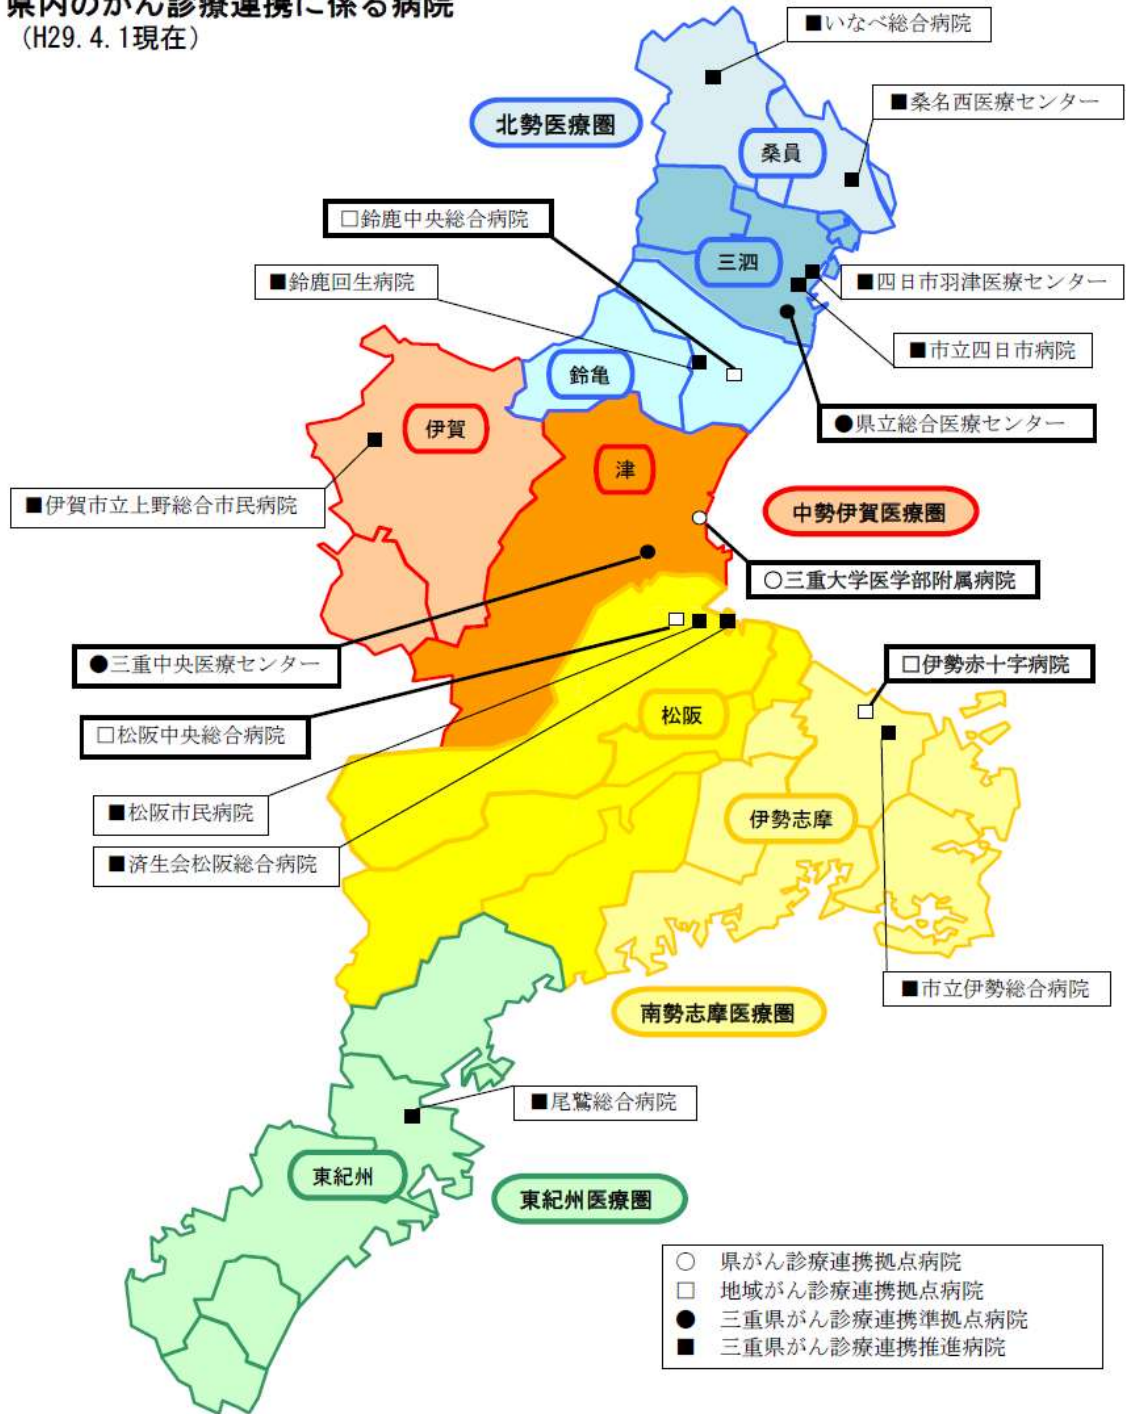 県内のがん診療連携に係る病院
（H29.4.1現在）
■いなべ総合病院
■桑名西医療センター
北勢医療圏
桑員
□鈴鹿中央総合病院
三泗
■鈴鹿回生病院
■四日市羽津医療センター
■市立四日市病院
鈴亀
●県立総合医療センター
伊賀
津
■伊賀市立上野総合市民病院
中勢伊賀医療圏
○三重大学医学部附属病院
●三重中央医療センター
□伊勢赤十字病院
□松阪中央総合病院
松阪
■松阪市民病院
伊勢志摩
■済生会松阪総合病院
■市立伊勢総合病院
南勢志摩医療圏
■尾鷲総合病院
東紀州
東紀州医療圏
○ 県がん診療連携拠点病院
□ 地域がん診療連携拠点病院
● 三重県がん診療連携準拠点病院
■ 三重県がん診療連携推進病院